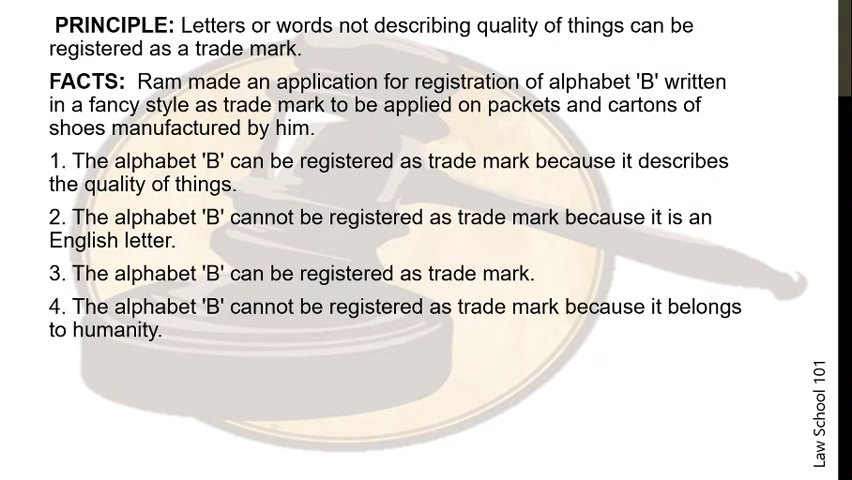 PRINCIPLE: Letters or words not describing quality of things can be
registered as a trade mark.
FACTS: Ram made an application for registration of alphabet 'B' written
in a fancy style as trade mark to be applied on packets and cartons of
shoes manufactured by him.
1. The alphabet 'B' can be registered as trade mark because it describes
the quality of things.
2. The alphabet 'B' cannot be registered as trade mark because it is an
English letter.
3. The alphabet 'B' can be registered as trade mark.
4. The alphabet 'B' cannot be registered as trade mark because it belongs
to humanity.
Law School 101